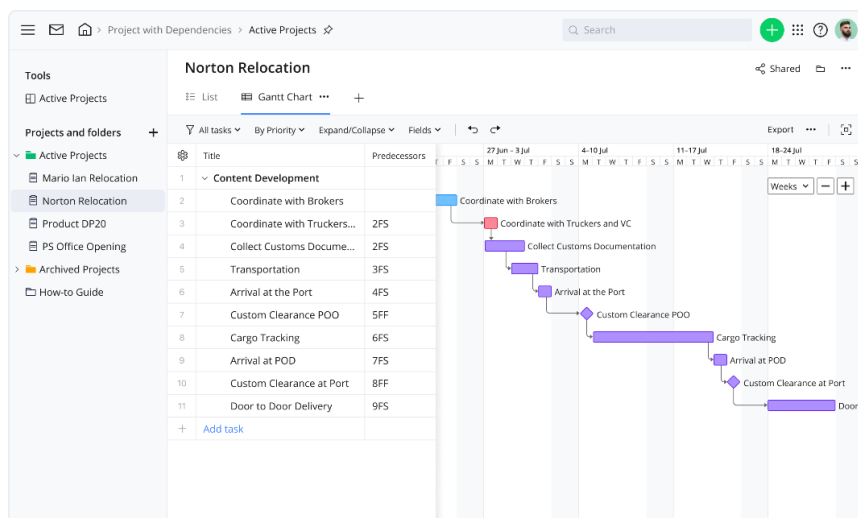 Project with Dependencies > Active Projects
Search
Tools
Active Projects
Projects and folders +
Active Projects
Mario Ian Relocation
Norton Relocation
Product DP20
PS Office Opening
Archived Projects
How-to Guide
Norton Relocation
Shared
List
Gantt Chart
All tasks By Priority Expand/Collapse Fields
Export
Title Predecessors
1 Content Development
2 Coordinate with Brokers
3 Coordinate with Truckers... 2FS
4 Collect Customs Docume... 2FS
5 Transportation 3FS
6 Arrival at the Port 4FS
7 Custom Clearance POO 5FF
8 Cargo Tracking 6FS
9 Arrival at POD 7FS
10 Custom Clearance at Port 8FF
11 Door to Door Delivery 9FS
+ Add task
27 Jun – 3 Jul 4-10 Jul 11-17 Jul 18-24 Jul
F S S M T W T F S S M T W T F S S M T W T F S S M T W T F S S
Weeks − +
Coordinate with Brokers
Coordinate with Truckers and VC
Collect Customs Documentation
Transportation
Arrival at the Port
Custom Clearance POO
Cargo Tracking
Arrival at POD
Custom Clearance at Port
Door